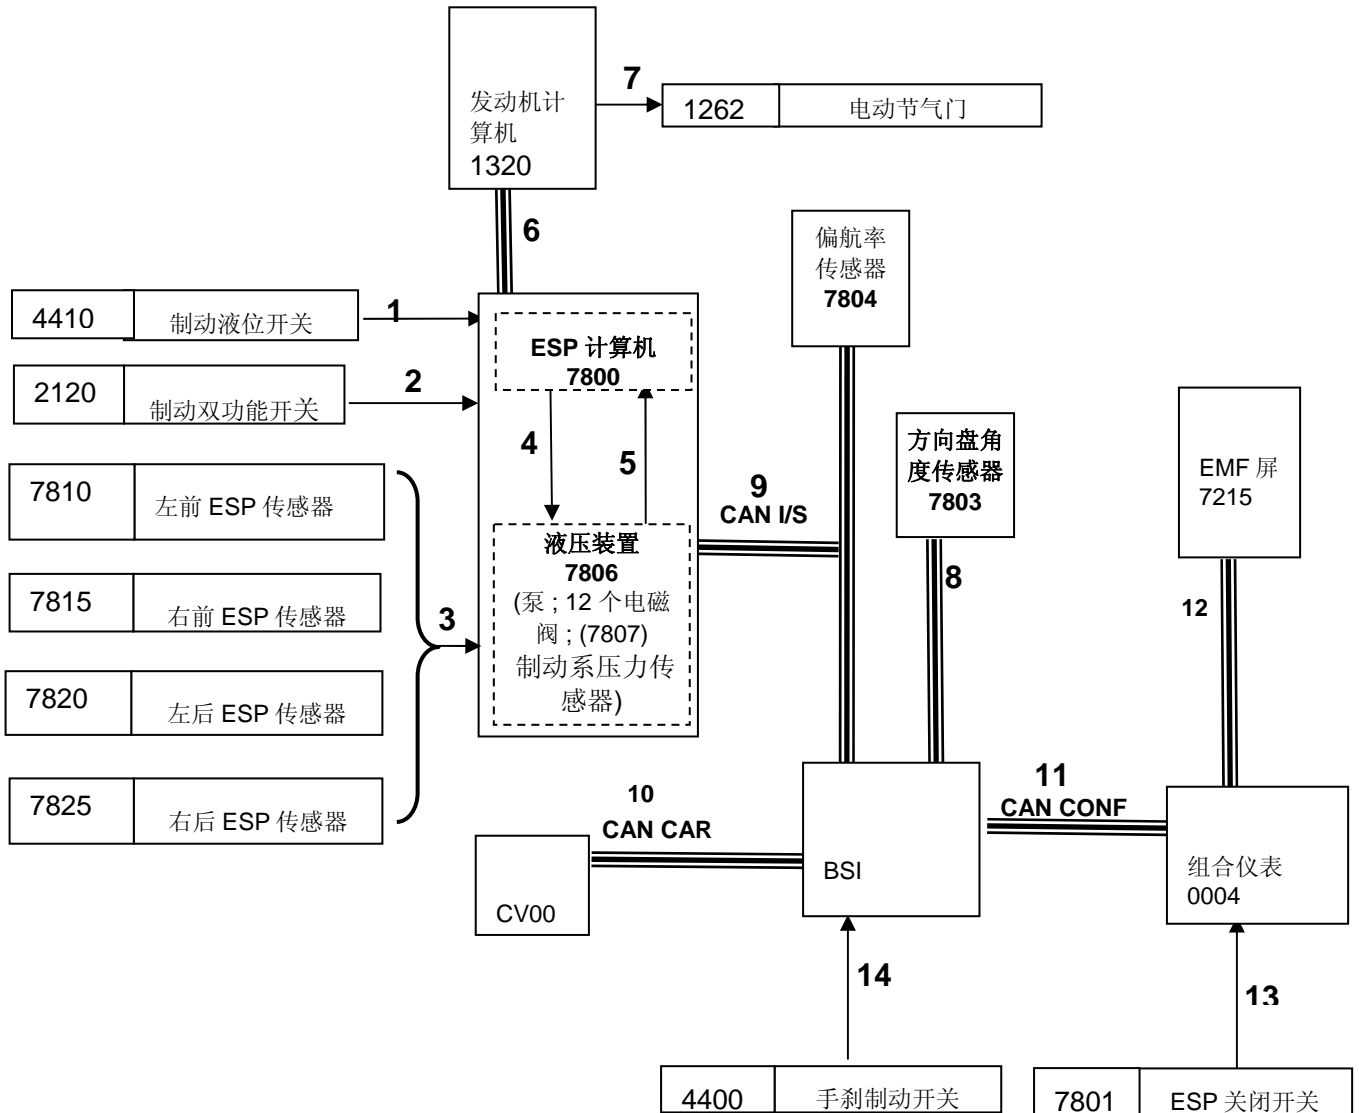 发动机计
算机
1320
7
1262
电动节气门
6
偏航率
传感器
7804
4410
制动液位开关
1
ESP 计算机
7800
2120
制动双功能开关
2
4
5
方向盘角
度传感器
7803
EMF 屏
7215
7810
左前 ESP 传感器
9
CAN I/S
液压装置
7806
(泵 ; 12 个电磁
阀 ; (7807)
制动系压力传
感器)
8
12
7815
右前 ESP 传感器
3
7820
左后 ESP 传感器
7825
右后 ESP 传感器
10
CAN CAR
11
CAN CONF
CV00
BSI
组合仪表
0004
14
13
4400
手刹制动开关
7801
ESP 关闭开关